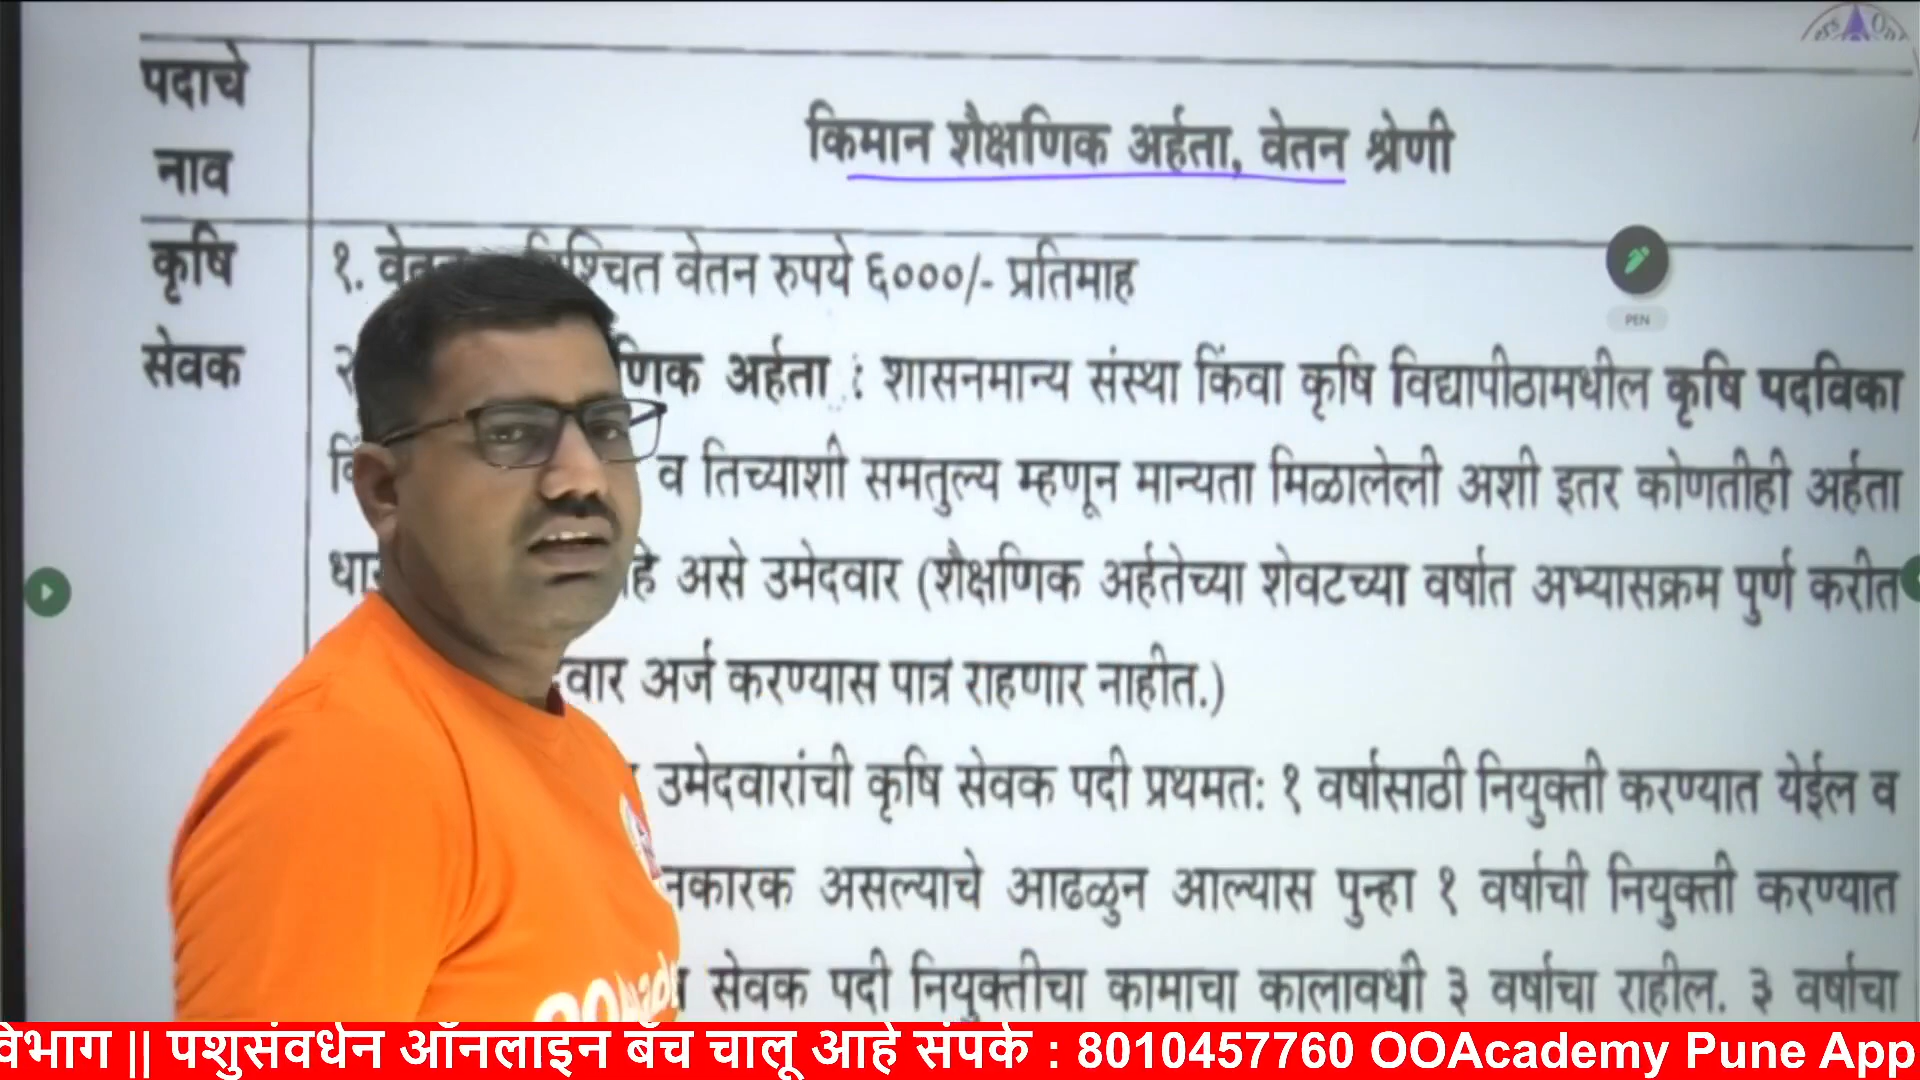 पदाचे
नाव
किमान शैक्षणिक अर्हता, वेतन श्रेणी
कृषि
सेवक
१. निश्चित वेतन रुपये ६०००/- प्रतिमाह
अर्हता : शासनमान्य संस्था किंवा कृषि विद्यापीठामधील कृषि पदविका
व तिच्याशी समतुल्य म्हणून मान्यता मिळालेली अशी इतर कोणतीही अर्हता
असे उमेदवार (शैक्षणिक अर्हतेच्या शेवटच्या वर्षात अभ्यासक्रम पुर्ण करीत
अर्ज करण्यास पात्र राहणार नाहीत.)
उमेदवारांची कृषि सेवक पदी प्रथमत: १ वर्षासाठी नियुक्ती करण्यात येईल व
असल्याचे आढळुन आल्यास पुन्हा १ वर्षाची नियुक्ती करण्यात
सेवक पदी नियुक्तीचा कामाचा कालावधी ३ वर्षाचा राहील. ३ वर्षाचा
PEN
विभाग || पशुसंवर्धन ऑनलाइन बॅच चालू आहे संपर्क : 8010457760 OOAcademy Pune App